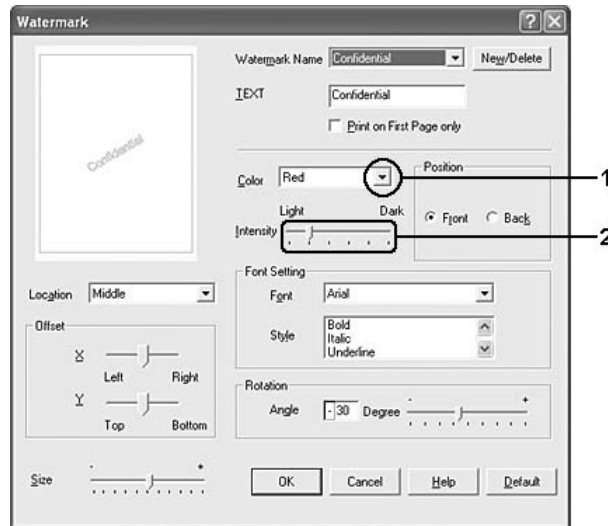 Watermark
Watermark Name Confidential New/Delete
TEXT Confidential
Print on First Page only
Confidential
Color Red
1
Position
Light Dark
Front Back
Intensity
2
Location Middle
Font Setting
Font Arial
Style Bold
Italic
Underline
Offset
X
Left Right
Y
Top Bottom
Rotation
Angle -30 Degree - +
Size - +
OK Cancel Help Default